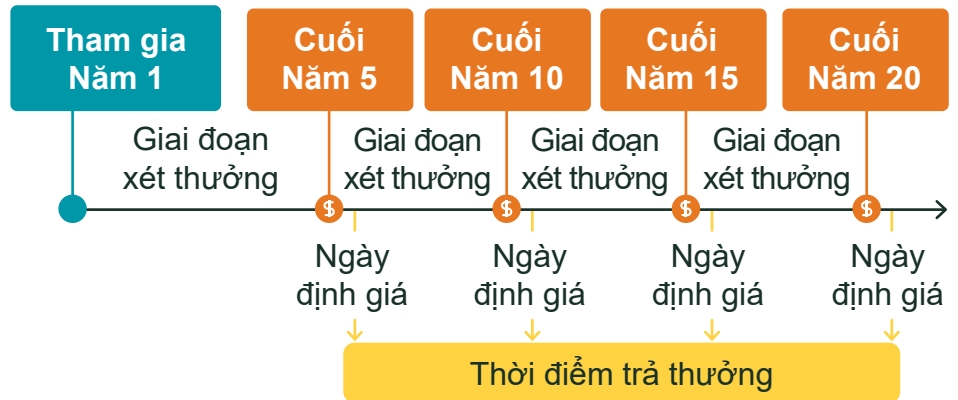 Tham gia
Năm 1
Cuối
Năm 5
Cuối
Năm 10
Cuối
Năm 15
Cuối
Năm 20
Giai đoạn
xét thưởng
Giai đoạn
xét thưởng
Giai đoạn
xét thưởng
Giai đoạn
xét thưởng
$
$
$
$
Ngày
định giá
Ngày
định giá
Ngày
định giá
Ngày
định giá
Thời điểm trả thưởng